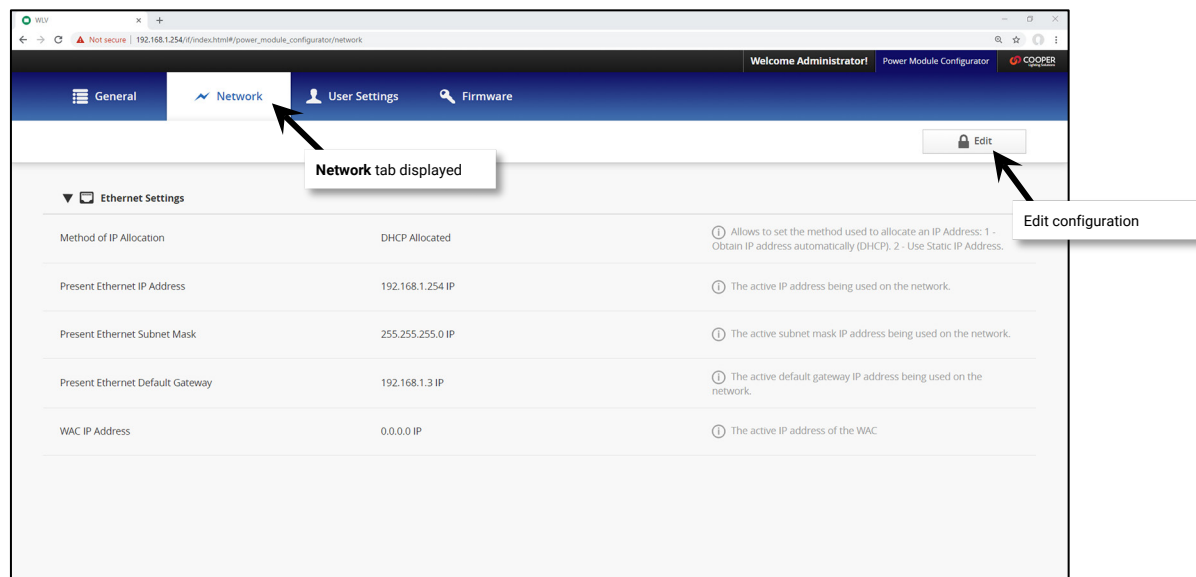 WLV
Not secure | 192.168.1.254/if/index.html#/power_module_configurator/network
Welcome Administrator! Power Module Configurator COOPER
Lighting Solutions
General Network User Settings Firmware
Edit
Network tab displayed
Edit configuration
Ethernet Settings
Method of IP Allocation DHCP Allocated Allows to set the method used to allocate an IP Address: 1 -
Obtain IP address automatically (DHCP). 2 - Use Static IP Address.
Present Ethernet IP Address 192.168.1.254 IP The active IP address being used on the network.
Present Ethernet Subnet Mask 255.255.255.0 IP The active subnet mask IP address being used on the network.
Present Ethernet Default Gateway 192.168.1.3 IP The active default gateway IP address being used on the
network.
WAC IP Address 0.0.0.0 IP The active IP address of the WAC